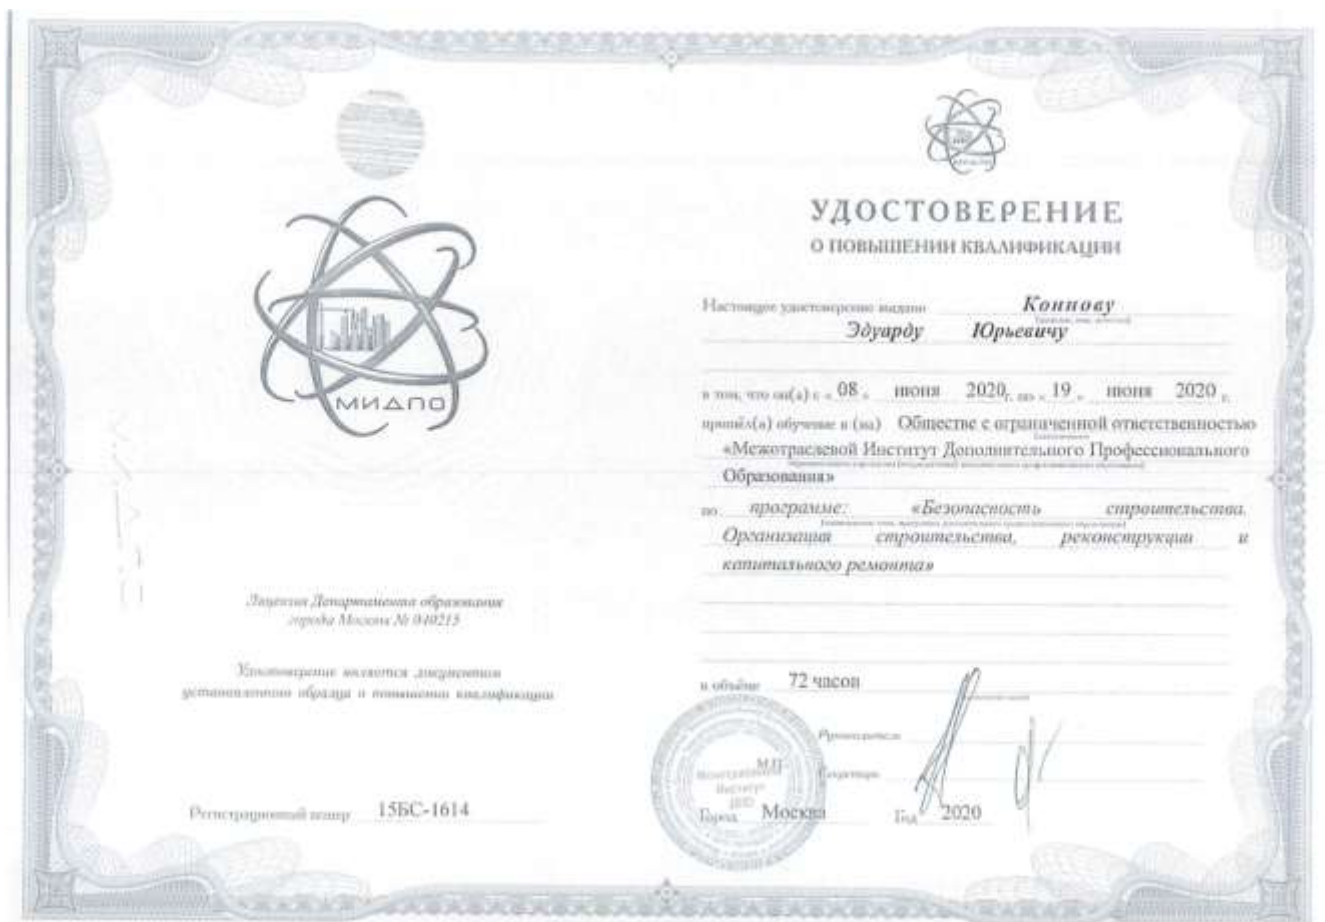 МИДПО
Лицензия Департамента образования
города Москвы № 040215
Удостоверение является документом
установленного образца о повышении квалификации
Регистрационный номер 15БС-1614
УДОСТОВЕРЕНИЕ
О ПОВЫШЕНИИ КВАЛИФИКАЦИИ
Настоящее удостоверение выдано Коннову
Эдуарду Юрьевичу
в том, что он(а) с « 08 » июня 2020 г. по « 19 » июня 2020 г.
прошёл(а) обучение в (на) Обществе с ограниченной ответственностью
«Межотраслевой Институт Дополнительного Профессионального
Образования»
по программе: «Безопасность строительства.
Организация строительства, реконструкции и
капитального ремонта»
в объёме 72 часов
Руководитель
М.П.
Секретарь
Город Москва Год 2020